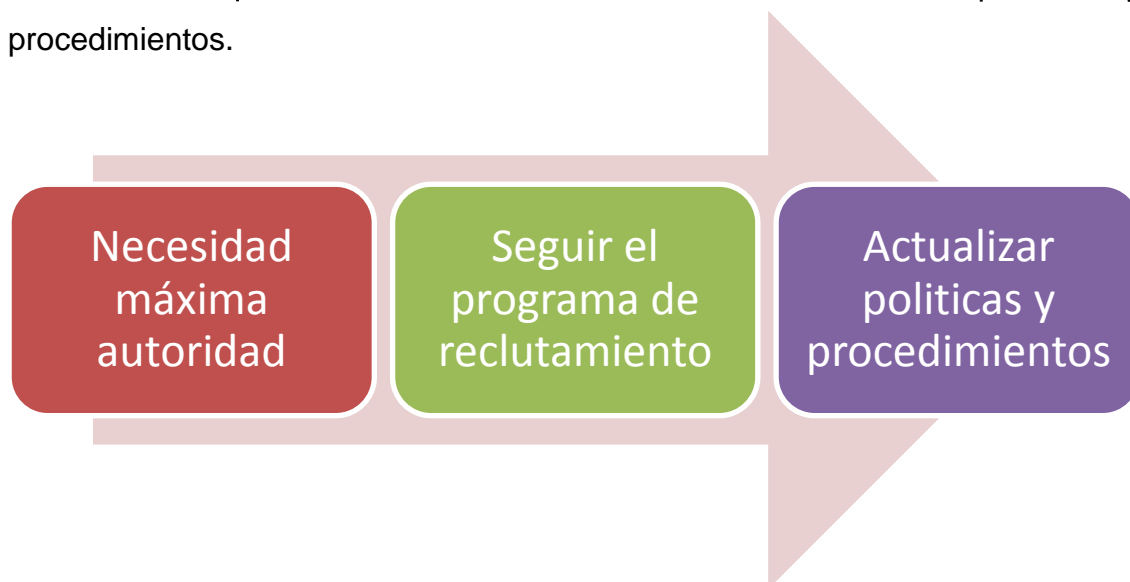 procedimientos.
Necesidad
máxima
autoridad
Seguir el
programa de
reclutamiento
Actualizar
politicas y
procedimientos